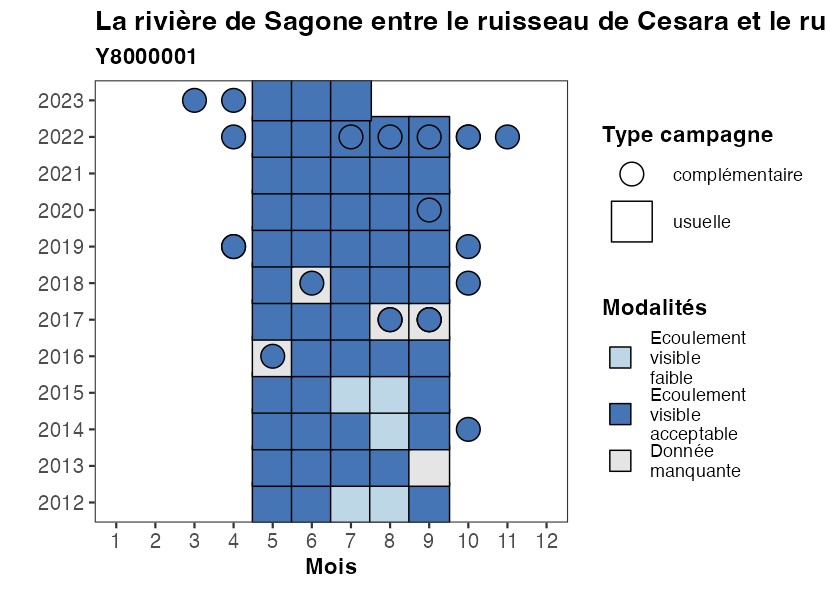 La rivière de Sagone entre le ruisseau de Cesara et le ru
Y8000001
2023
2022
2021
2020
2019
2018
2017
2016
2015
2014
2013
2012
1 2 3 4 5 6 7 8 9 10 11 12
Mois
Type campagne
complémentaire
usuelle
Modalités
Ecoulement
visible
faible
Ecoulement
visible
acceptable
Donnée
manquante